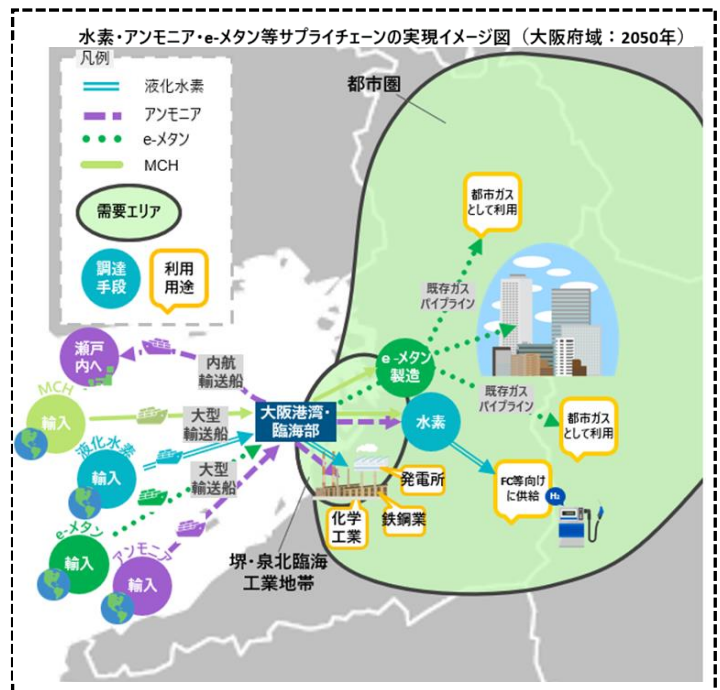 水素・アンモニア・e-メタン等サプライチェーンの実現イメージ図（大阪府域：2050年）
凡例
液化水素
アンモニア
e-メタン
MCH
需要エリア
調達
手段
利用
用途
都市圏
都市ガス
として利用
既存ガス
パイプライン
瀬戸
内へ
内航
輸送船
e-メタン
製造
MCH
輸入
大型
輸送船
大阪港湾・
臨海部
水素
既存ガス
パイプライン
都市ガス
として利用
液化水素
輸入
大型
輸送船
発電所
FC等向け
に供給
H₂
化学
工業
鉄鋼業
e-メタン
輸入
アンモニア
輸入
堺・泉北臨海
工業地帯